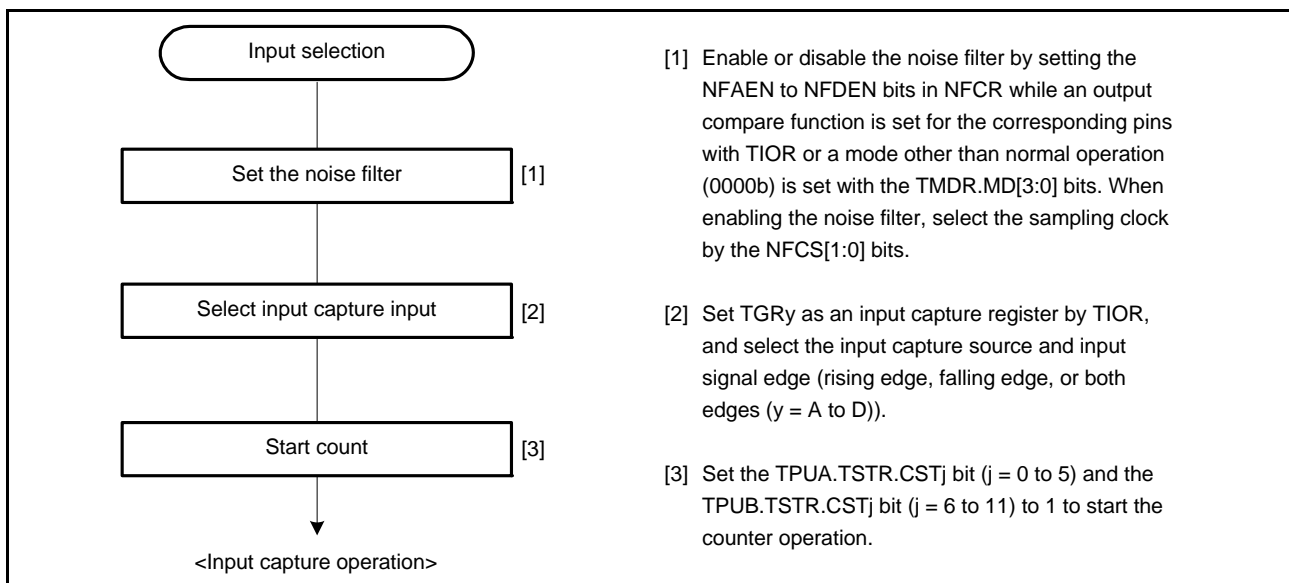 Input selection
Set the noise filter
[1]
Select input capture input
[2]
Start count
[3]
<Input capture operation>
[1] Enable or disable the noise filter by setting the
NFAEN to NFDEN bits in NFCR while an output
compare function is set for the corresponding pins
with TIOR or a mode other than normal operation
(0000b) is set with the TMDR.MD[3:0] bits. When
enabling the noise filter, select the sampling clock
by the NFCS[1:0] bits.
[2] Set TGRy as an input capture register by TIOR,
and select the input capture source and input
signal edge (rising edge, falling edge, or both
edges (y = A to D)).
[3] Set the TPUA.TSTR.CSTj bit (j = 0 to 5) and the
TPUB.TSTR.CSTj bit (j = 6 to 11) to 1 to start the
counter operation.